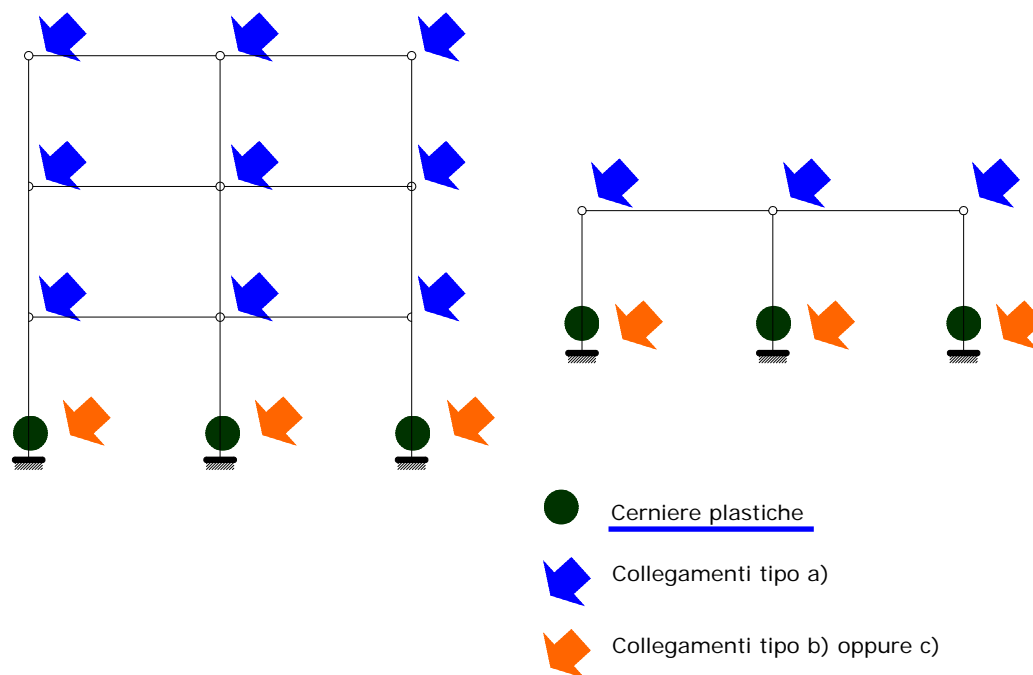 Cerniere plastiche
Collegamenti tipo a)
Collegamenti tipo b) oppure c)